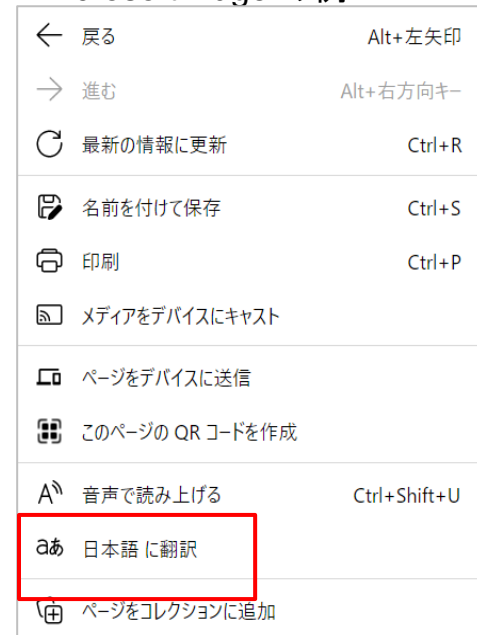 戻る Alt+左矢印
進む Alt+右方向キー
最新の情報に更新 Ctrl+R
名前を付けて保存 Ctrl+S
印刷 Ctrl+P
メディアをデバイスにキャスト
ページをデバイスに送信
このページの QR コードを作成
音声で読み上げる Ctrl+Shift+U
aあ 日本語 に翻訳
ページをコレクションに追加